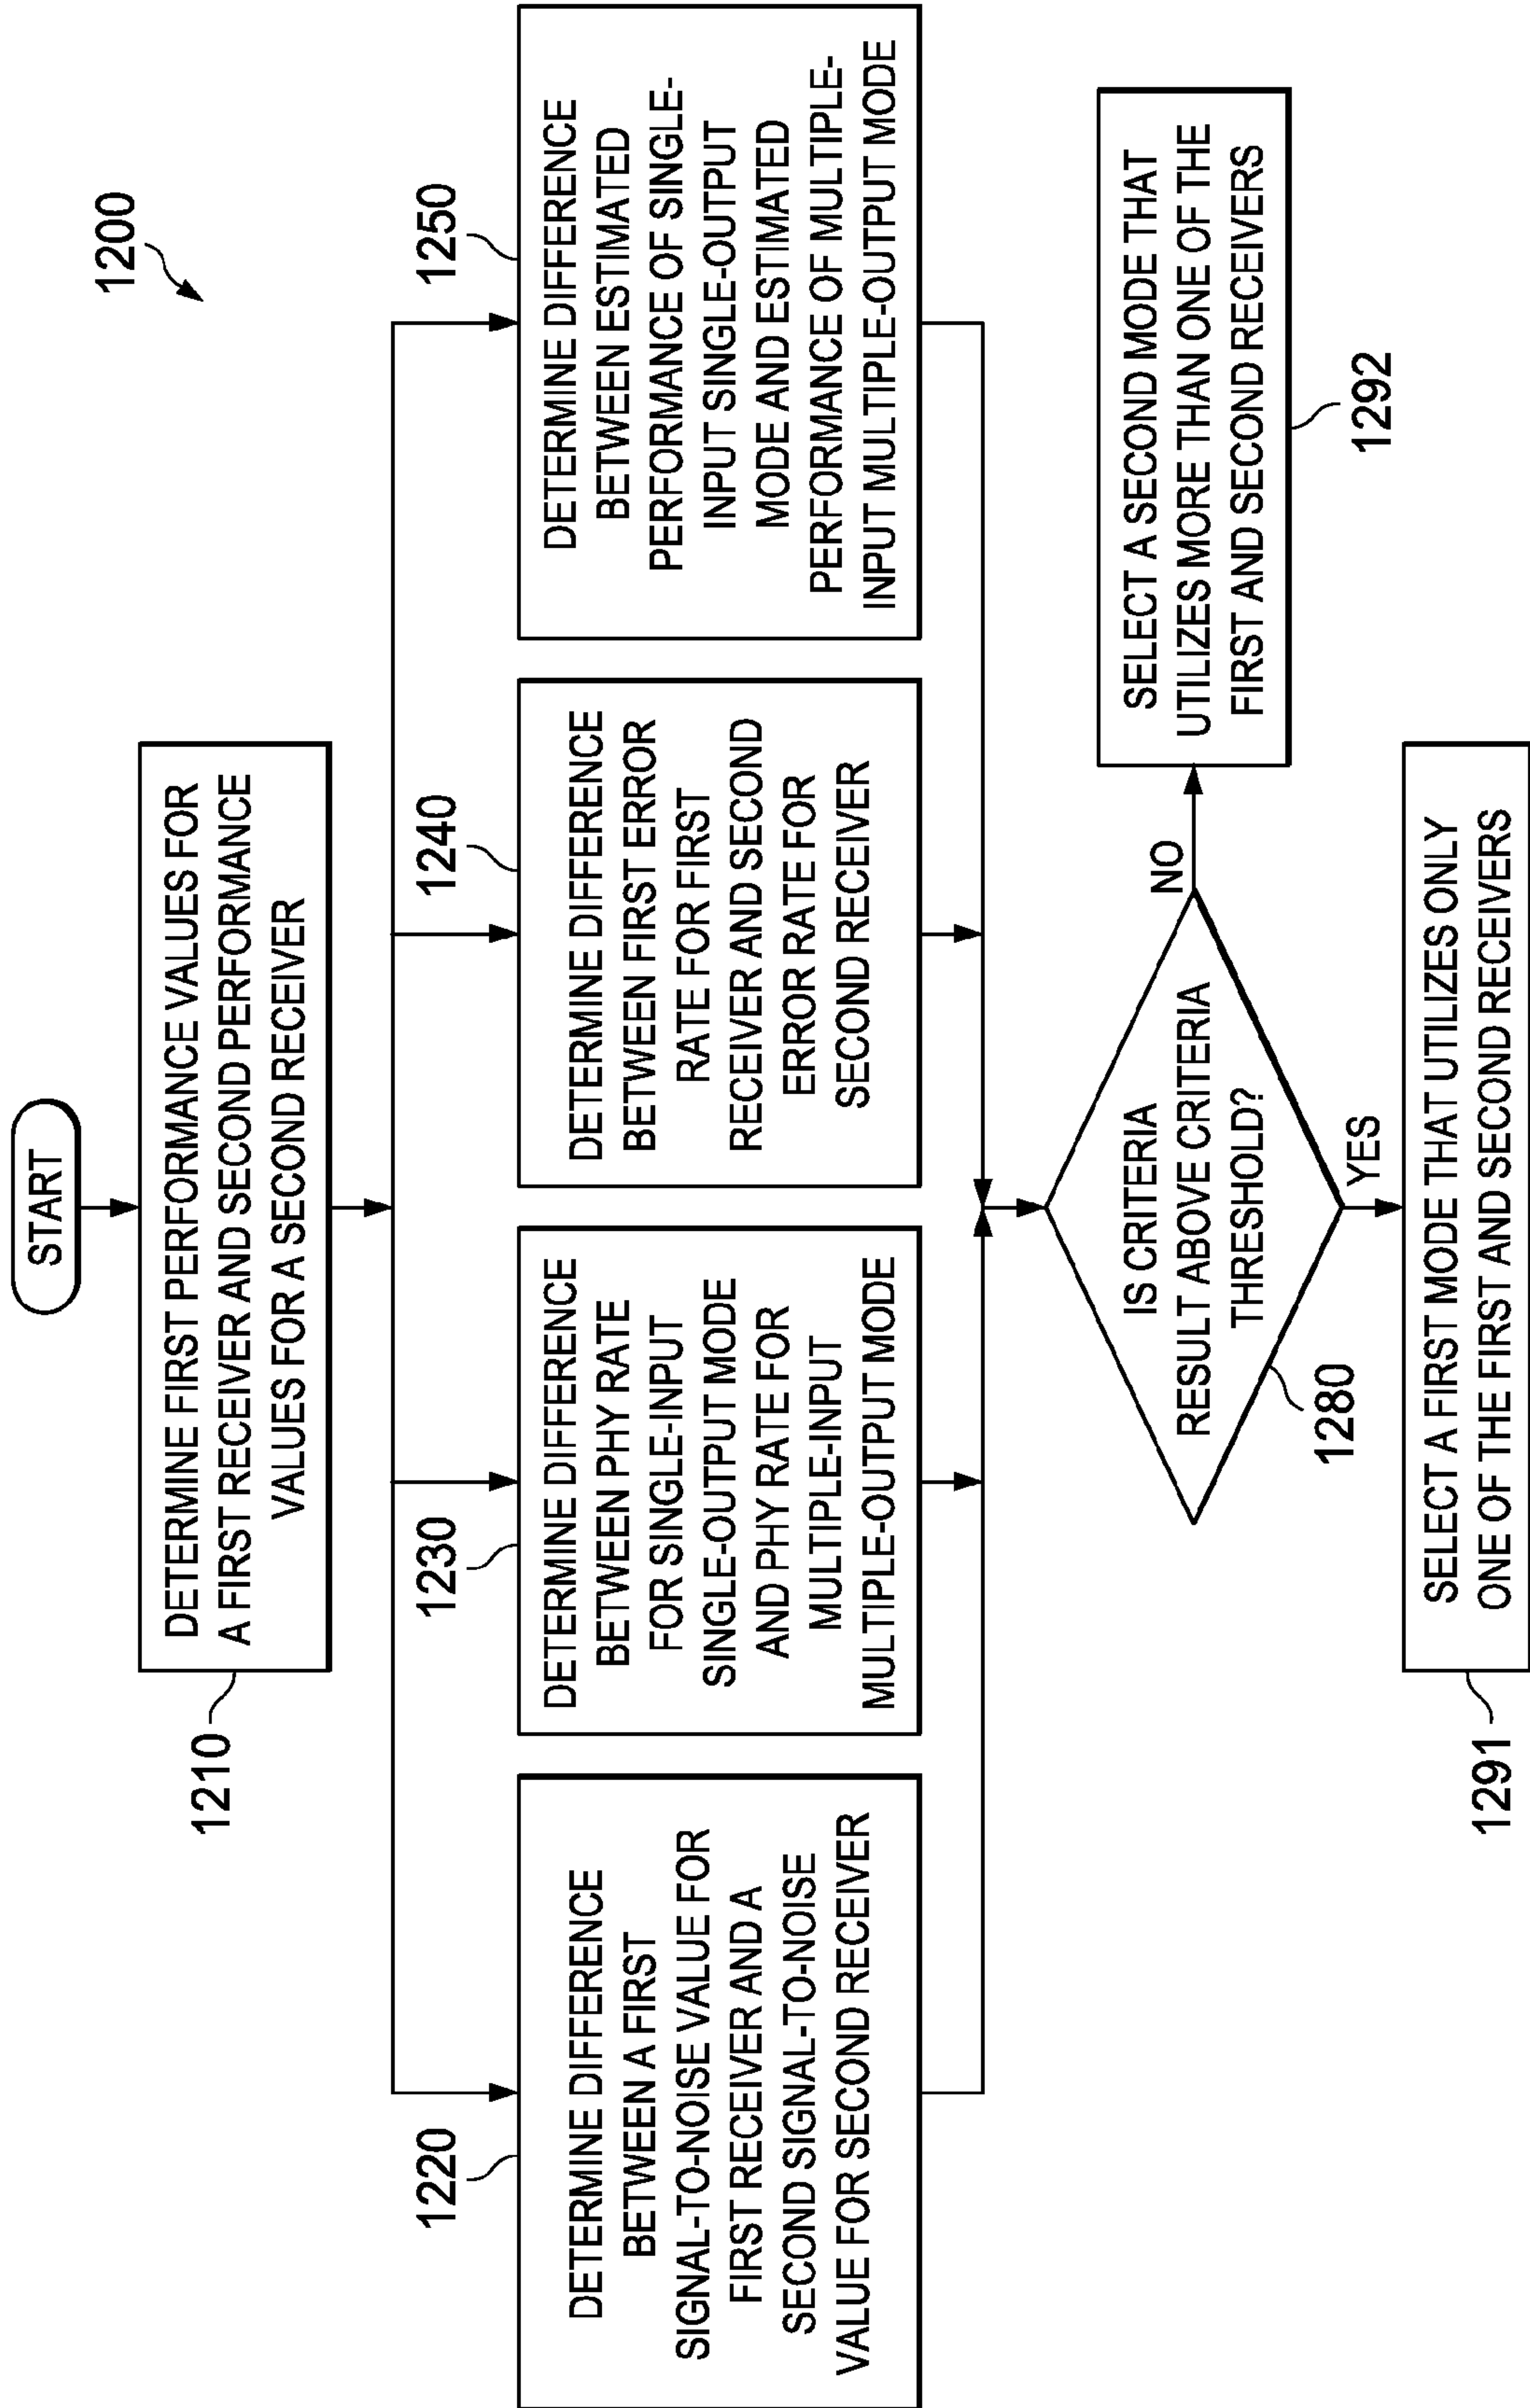 1200
START
DETERMINE FIRST PERFORMANCE VALUES FOR
A FIRST RECEIVER AND SECOND PERFORMANCE
VALUES FOR A SECOND RECEIVER
1210
1220
DETERMINE DIFFERENCE
BETWEEN A FIRST
SIGNAL-TO-NOISE VALUE FOR
FIRST RECEIVER AND A
SECOND SIGNAL-TO-NOISE
VALUE FOR SECOND RECEIVER
1230
DETERMINE DIFFERENCE
BETWEEN PHY RATE
FOR SINGLE-INPUT
SINGLE-OUTPUT MODE
AND PHY RATE FOR
MULTIPLE-INPUT
MULTIPLE-OUTPUT MODE
1240
DETERMINE DIFFERENCE
BETWEEN FIRST ERROR
RATE FOR FIRST
RECEIVER AND SECOND
ERROR RATE FOR
SECOND RECEIVER
1250
DETERMINE DIFFERENCE
BETWEEN ESTIMATED
PERFORMANCE OF SINGLE-
INPUT SINGLE-OUTPUT
MODE AND ESTIMATED
PERFORMANCE OF MULTIPLE-
INPUT MULTIPLE-OUTPUT MODE
IS CRITERIA
RESULT ABOVE CRITERIA
THRESHOLD?
1280
NO
YES
SELECT A SECOND MODE THAT
UTILIZES MORE THAN ONE OF THE
FIRST AND SECOND RECEIVERS
1292
SELECT A FIRST MODE THAT UTILIZES ONLY
ONE OF THE FIRST AND SECOND RECEIVERS
1291